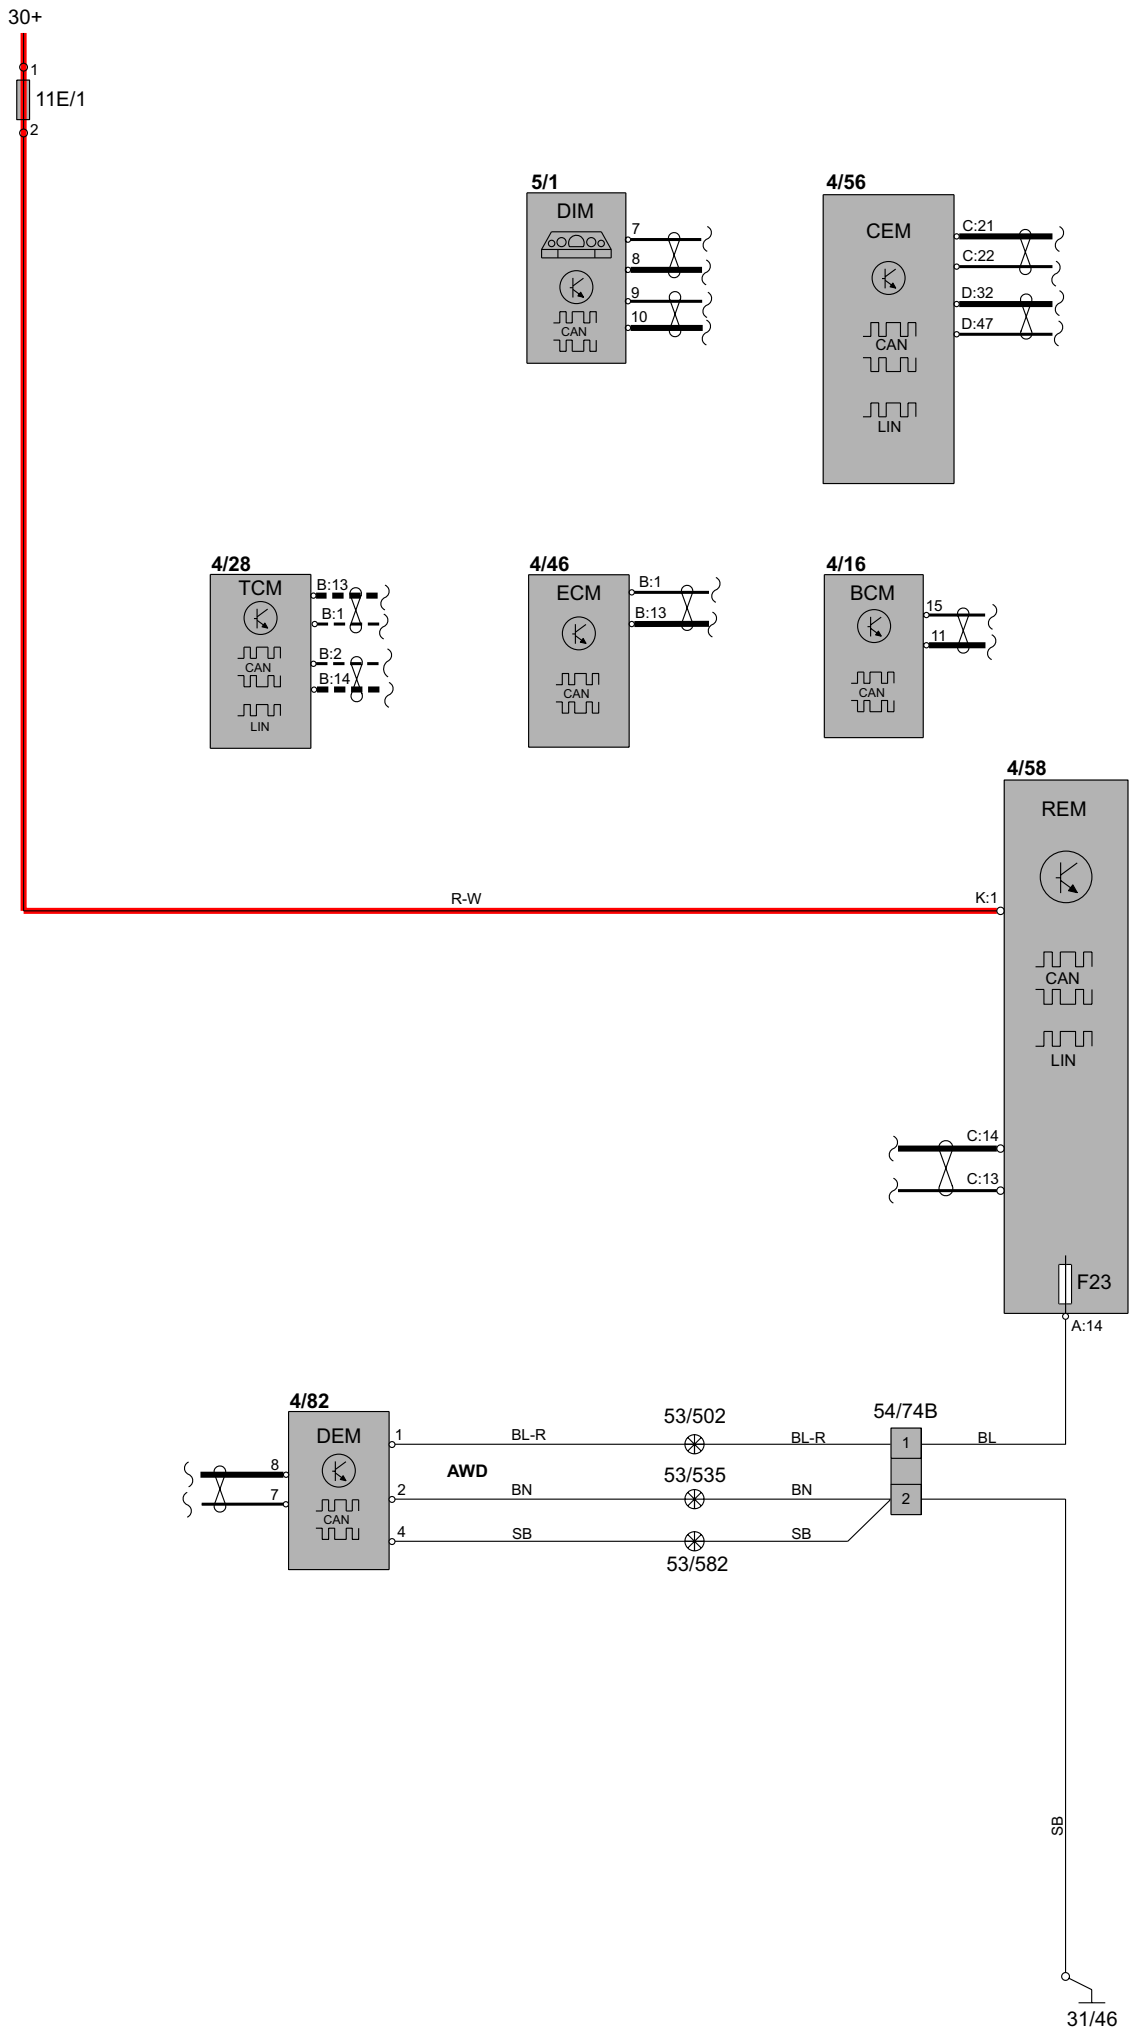 30+
1
11E/1
2
5/1
DIM
7
8
9
10
CAN
4/56
CEM
C:21
C:22
D:32
D:47
CAN
LIN
4/28
TCM
B:13
B:1
B:2
B:14
CAN
LIN
4/46
ECM
B:1
B:13
CAN
4/16
BCM
15
11
CAN
4/58
REM
R-W
K:1
CAN
LIN
C:14
C:13
F23
A:14
4/82
DEM
8
7
CAN
1
2
4
BL-R
AWD
BN
SB
53/502
53/535
53/582
BL-R
BN
SB
54/74B
1
2
BL
SB
31/46